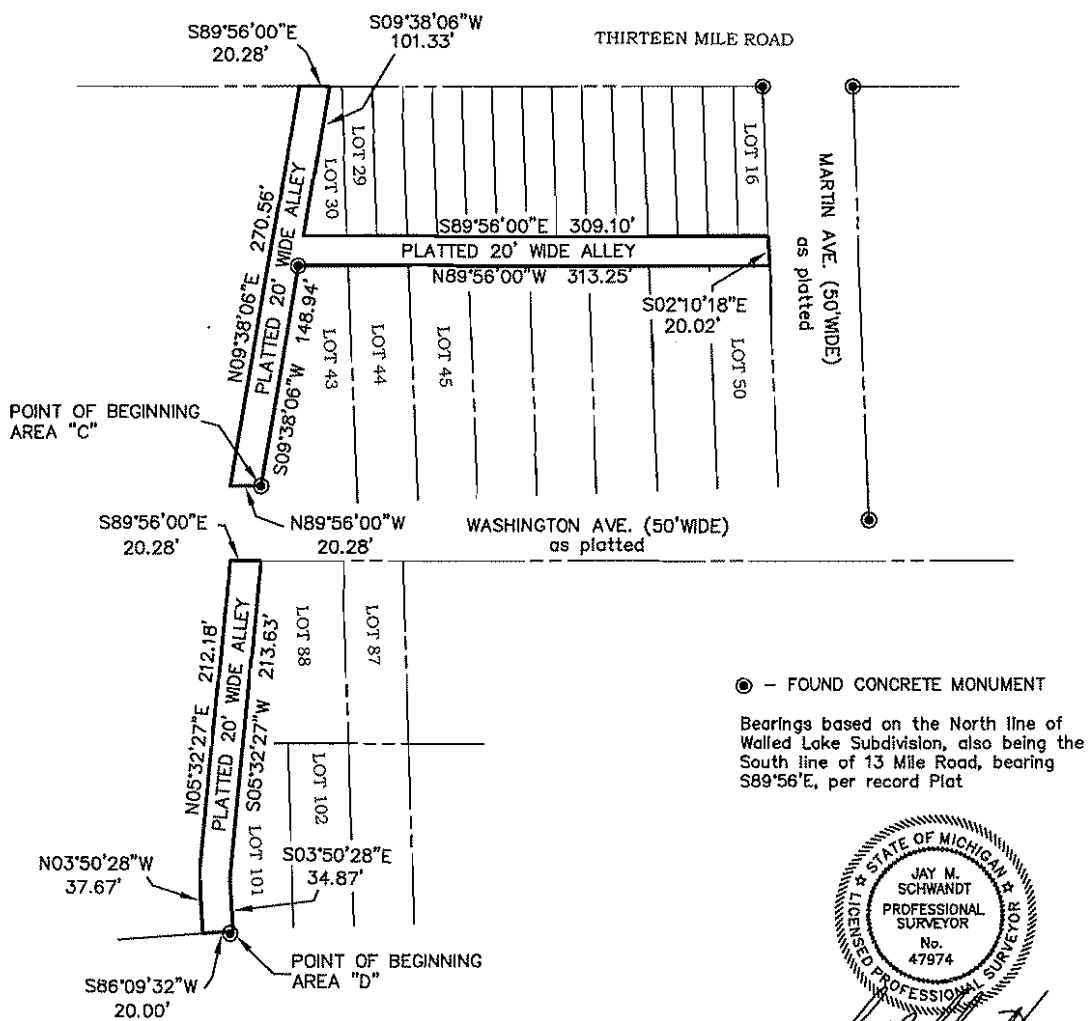 S89°56'00"E
20.28'
S09°38'06"W
101.33'
THIRTEEN MILE ROAD
LOT 29
LOT 30
LOT 16
MARTIN AVE. (50'WIDE)
as platted
N09°38'06"E 270.56'
PLATTED 20' WIDE ALLEY
S89°56'00"E 309.10'
PLATTED 20' WIDE ALLEY
N89°56'00"W 313.25'
S02°10'18"E
20.02'
S09°38'06"W 148.94'
LOT 43
LOT 44
LOT 45
LOT 50
POINT OF BEGINNING
AREA "C"
N89°56'00"W
20.28'
WASHINGTON AVE. (50'WIDE)
as platted
S89°56'00"E
20.28'
N05°32'27"E 212.18'
PLATTED 20' WIDE ALLEY
S05°32'27"W 213.63'
LOT 88
LOT 87
LOT 101
LOT 102
N03°50'28"W
37.67'
S03°50'28"E
34.87'
POINT OF BEGINNING
AREA "D"
S86°09'32"W
20.00'
– FOUND CONCRETE MONUMENT
Bearings based on the North line of
Walled Lake Subdivision, also being the
South line of 13 Mile Road, bearing
S89°56'E, per record Plat
STATE OF MICHIGAN
JAY M.
SCHWANDT
PROFESSIONAL
SURVEYOR
No.
47974
LICENSED PROFESSIONAL SURVEYOR